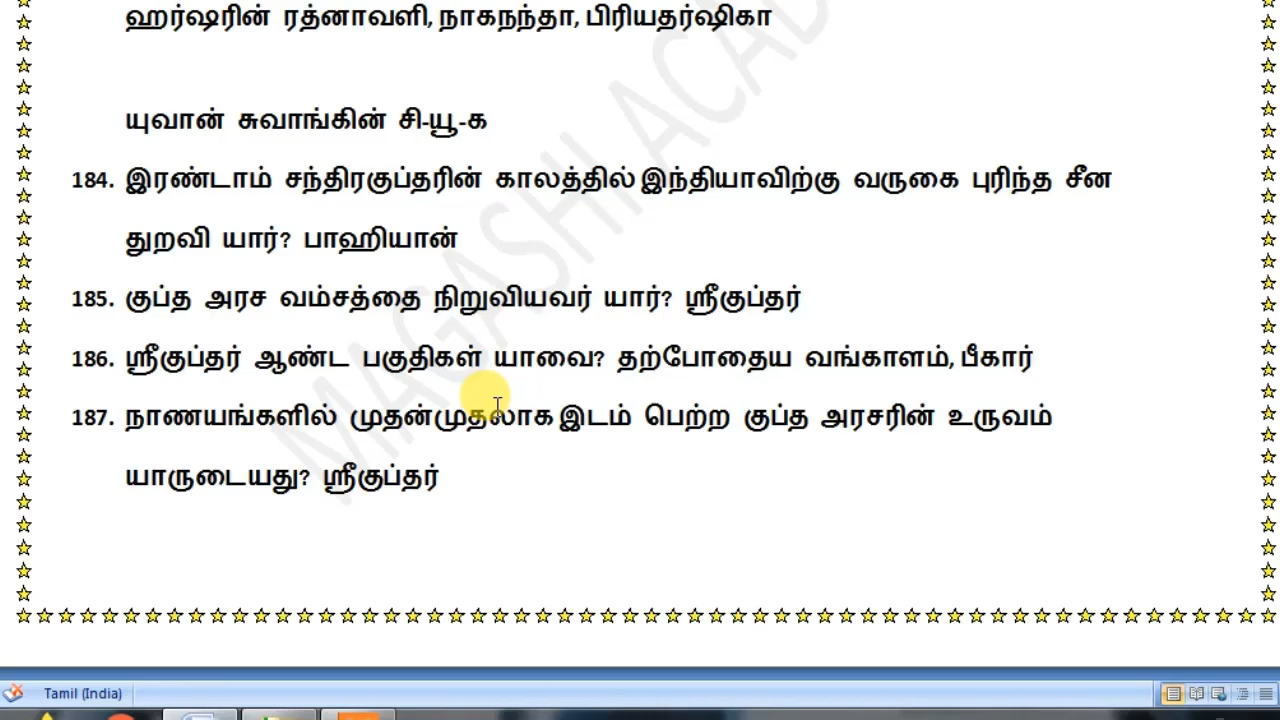 ஹர்ஷரின் ரத்னாவளி, நாகநந்தா, பிரியதர்ஷிகா
யுவான் சுவாங்கின் சி-யூ-க
184. இரண்டாம் சந்திரகுப்தரின் காலத்தில் இந்தியாவிற்கு வருகை புரிந்த சீன
துறவி யார்? பாஹியான்
185. குப்த அரச வம்சத்தை நிறுவியவர் யார்? ஸ்ரீகுப்தர்
186. ஸ்ரீகுப்தர் ஆண்ட பகுதிகள் யாவை? தற்போதைய வங்காளம், பீகார்
187. நாணயங்களில் முதன்முதலாக இடம் பெற்ற குப்த அரசரின் உருவம்
யாருடையது? ஸ்ரீகுப்தர்
MAGASHI ACAD
Tamil (India)